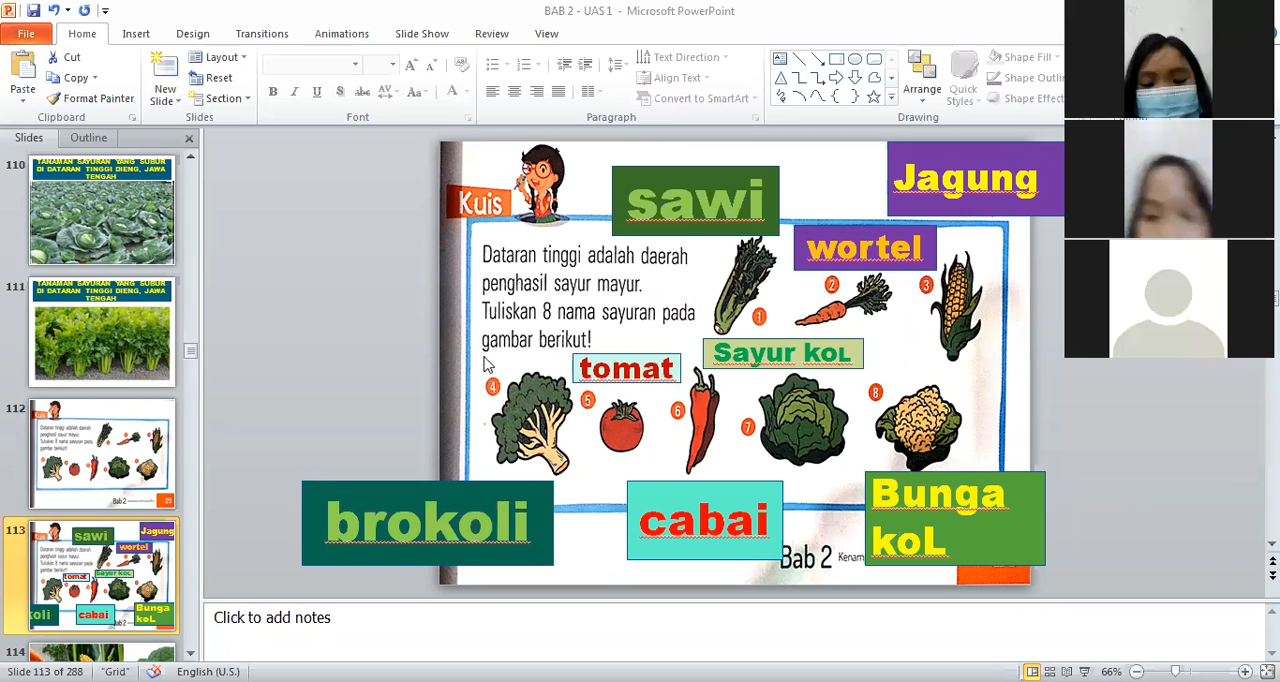 BAB 2 - UAS 1 - Microsoft PowerPoint
File Home Insert Design Transitions Animations Slide Show Review View
Paste
Cut
Copy
Format Painter
Clipboard
New
Slide
Layout
Reset
Section
Slides
Font
Text Direction
Align Text
Convert to SmartArt
Paragraph
Arrange
Quick
Styles
Drawing
Shape Fill
Shape Outlin
Shape Effect
Slides Outline
110
TANAMAN SAYURAN YANG SUBUR
DI DATARAN TINGGI DIENG, JAWA
TENGAH
111
TANAMAN SAYURAN YANG SUBUR
DI DATARAN TINGGI DIENG, JAWA
TENGAH
112
113
114
Kuis
sawi
Jagung
wortel
Dataran tinggi adalah daerah
penghasil sayur mayur.
Tuliskan 8 nama sayuran pada
gambar berikut!
1
2
3
tomat
Sayur koL
4
5
6
7
8
brokoli
cabai
Bunga
koL
Bab 2
Click to add notes
Slide 113 of 288 "Grid" English (U.S.) 66%